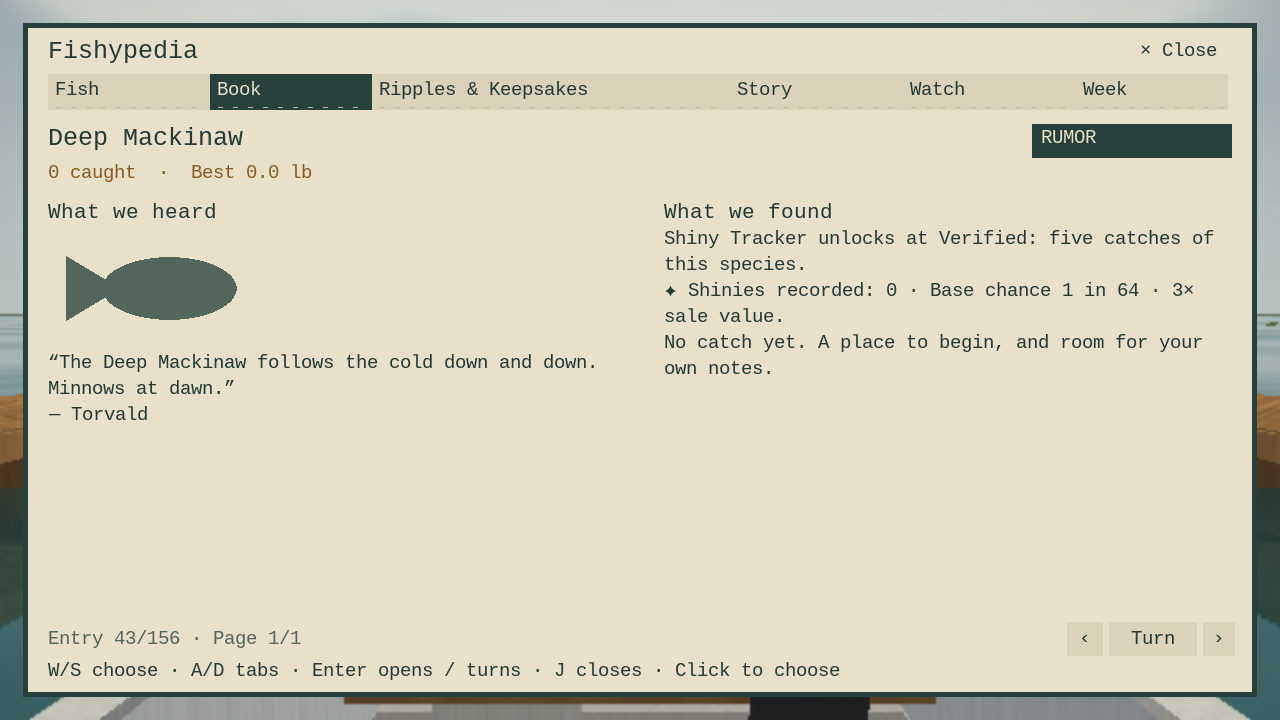 Fishypedia
× Close
Fish Book Ripples & Keepsakes Story Watch Week
Deep Mackinaw
RUMOR
0 caught · Best 0.0 lb
What we heard
“The Deep Mackinaw follows the cold down and down.
Minnows at dawn.”
— Torvald
What we found
Shiny Tracker unlocks at Verified: five catches of
this species.
✦ Shinies recorded: 0 · Base chance 1 in 64 · 3×
sale value.
No catch yet. A place to begin, and room for your
own notes.
Entry 43/156 · Page 1/1
‹ Turn ›
W/S choose · A/D tabs · Enter opens / turns · J closes · Click to choose